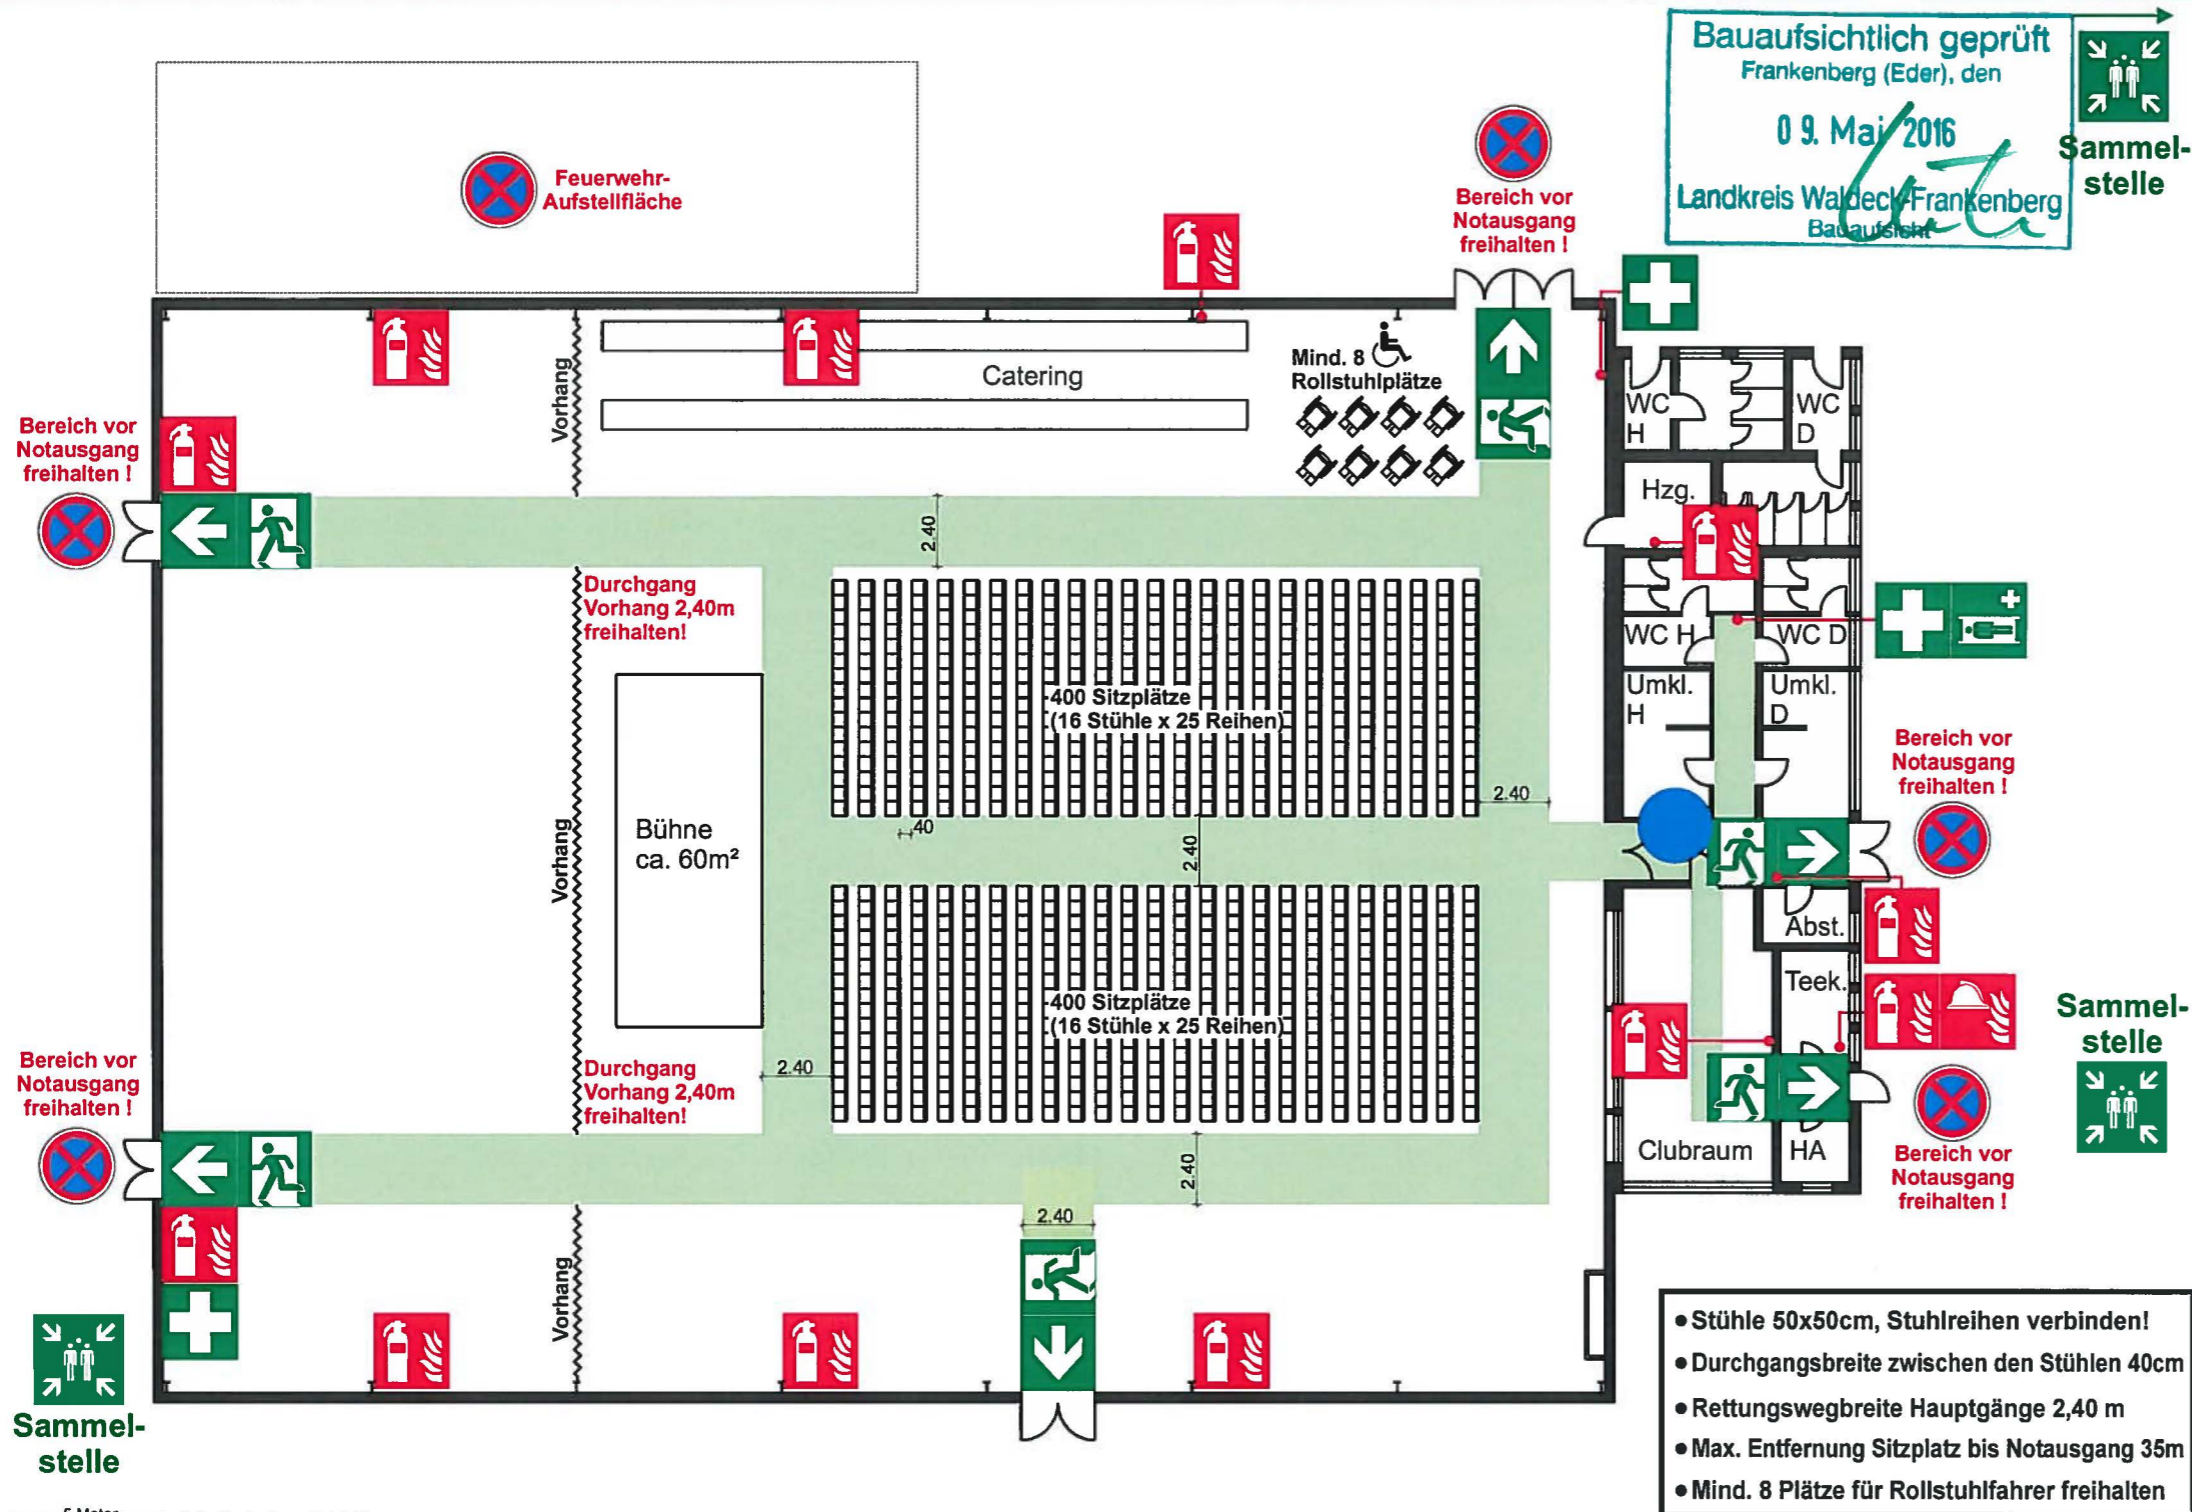 Bauaufsichtlich geprüft
Frankenberg (Eder), den
09. Mai 2016
Landkreis Waldeck-Frankenberg
Bauaufsicht
Sammel-
stelle
Feuerwehr-
Aufstellfläche
Bereich vor
Notausgang
freihalten !
Vorhang
Catering
Mind. 8
Rollstuhlplätze
WC
H
WC
D
Bereich vor
Notausgang
freihalten !
Hzg.
2.40
Durchgang
Vorhang 2,40m
freihalten!
WC H
WC D
400 Sitzplätze
(16 Stühle x 25 Reihen)
Umkl.
H
Umkl.
D
Bereich vor
Notausgang
freihalten !
2.40
Vorhang
Bühne
ca. 60m²
40
2.40
Abst.
Teek.
400 Sitzplätze
(16 Stühle x 25 Reihen)
Sammel-
stelle
Bereich vor
Notausgang
freihalten !
Durchgang
Vorhang 2,40m
freihalten!
2.40
Clubraum
HA
Bereich vor
Notausgang
freihalten !
2.40
2.40
Vorhang
Sammel-
stelle
● Stühle 50x50cm, Stuhlreihen verbinden!
● Durchgangsbreite zwischen den Stühlen 40cm
● Rettungswegbreite Hauptgänge 2,40 m
● Max. Entfernung Sitzplatz bis Notausgang 35m
● Mind. 8 Plätze für Rollstuhlfahrer freihalten